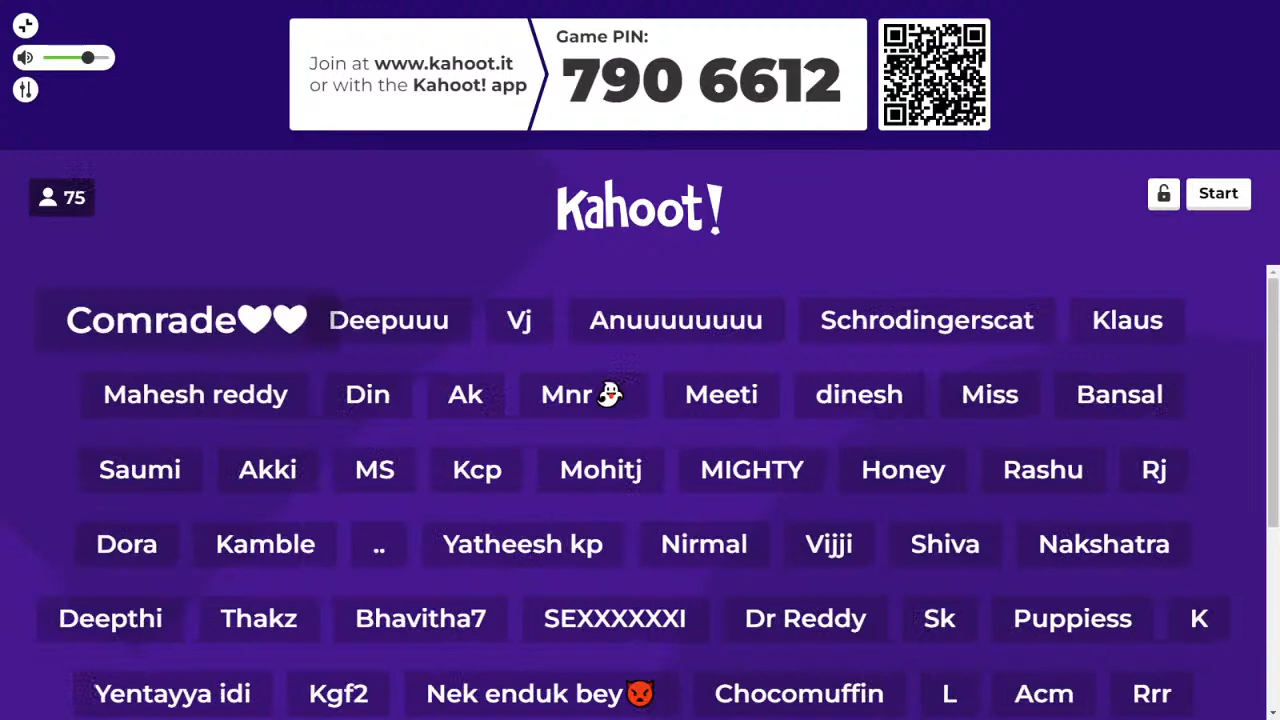 Join at www.kahoot.it
or with the Kahoot! app
Game PIN:
790 6612
75
Kahoot!
Start
Comrade🤍🤍 Deepuuu Vj Anuuuuuuu Schrodingerscat Klaus
Mahesh reddy Din Ak Mnr👻 Meeti dinesh Miss Bansal
Saumi Akki MS Kcp Mohitj MIGHTY Honey Rashu Rj
Dora Kamble .. Yatheesh kp Nirmal Vijji Shiva Nakshatra
Deepthi Thakz Bhavitha7 SEXXXXXXI Dr Reddy Sk Puppiess K
Yentayya idi Kgf2 Nek enduk bey👿 Chocomuffin L Acm Rrr